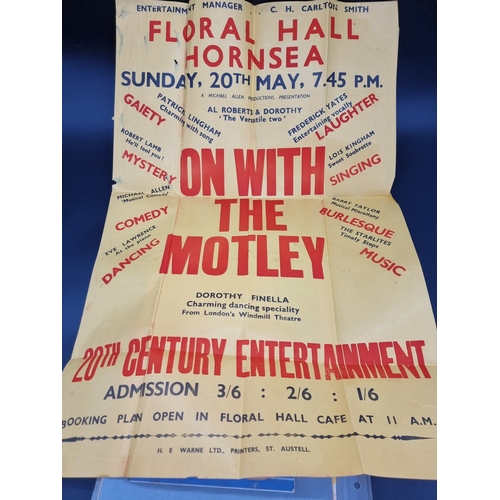 ENTERTAINMENT MANAGER C. H. CARLTON SMITH
FLORAL HALL
HORNSEA
SUNDAY, 20TH MAY, 7.45 P.M.
A MICHAEL ALLEN PRODUCTIONS PRESENTATION
AL ROBERTS & DOROTHY
'The Versatile two'
PATRICK LINGHAM
Charming with song
GAIETY
ROBERT LAMB
He'll fool you!
MYSTERY
MICHAEL ALLEN
'Musical Comedy'
COMEDY
EVE LAWRENCE
At the piano
DANCING
FREDERICK YATES
Entertaining vocally
LAUGHTER
LOIS KINGHAM
Sweet Soubrette
SINGING
BARRY TAYLOR
Musical Miscellany
BURLESQUE
THE STARLITES
Timely Steps
MUSIC
ON WITH
THE
MOTLEY
DOROTHY FINELLA
Charming dancing speciality
From London's Windmill Theatre
20TH CENTURY ENTERTAINMENT
ADMISSION 3/6 : 2/6 : 1/6
BOOKING PLAN OPEN IN FLORAL HALL CAFE AT 11 A.M.
H. E. WARNE LTD., PRINTERS, ST. AUSTELL.